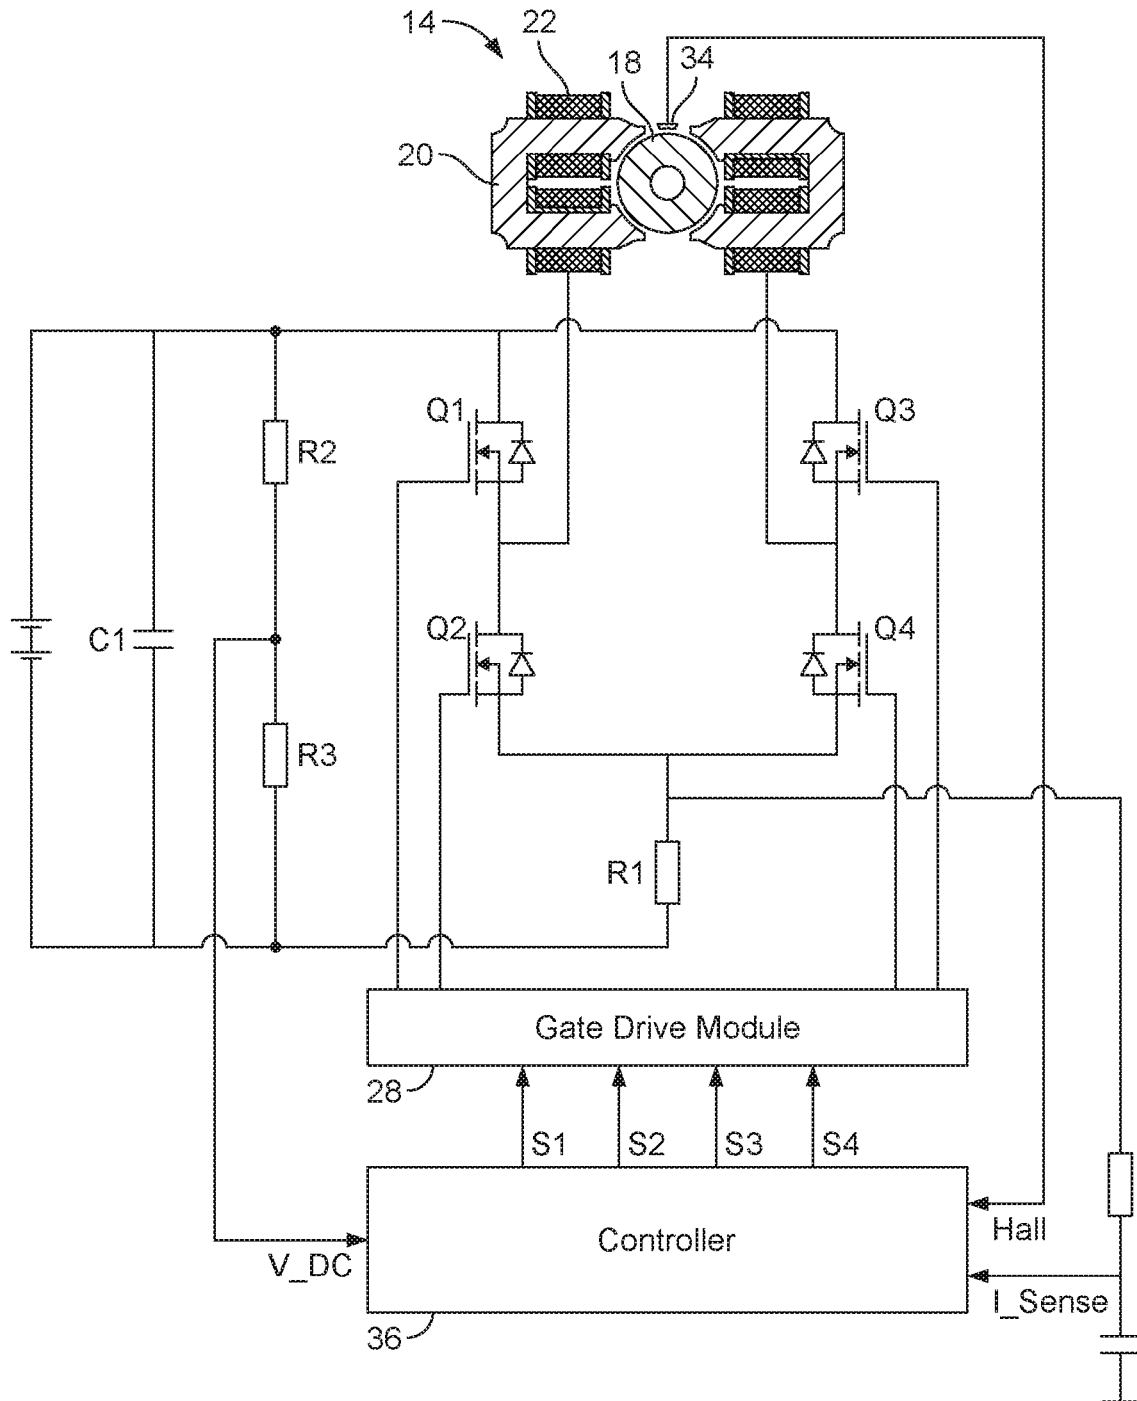 14
22
18
34
20
Q1
Q3
R2
C1
Q2
Q4
R3
R1
Gate Drive Module
28
S1
S2
S3
S4
Controller
Hall
V_DC
I_Sense
36